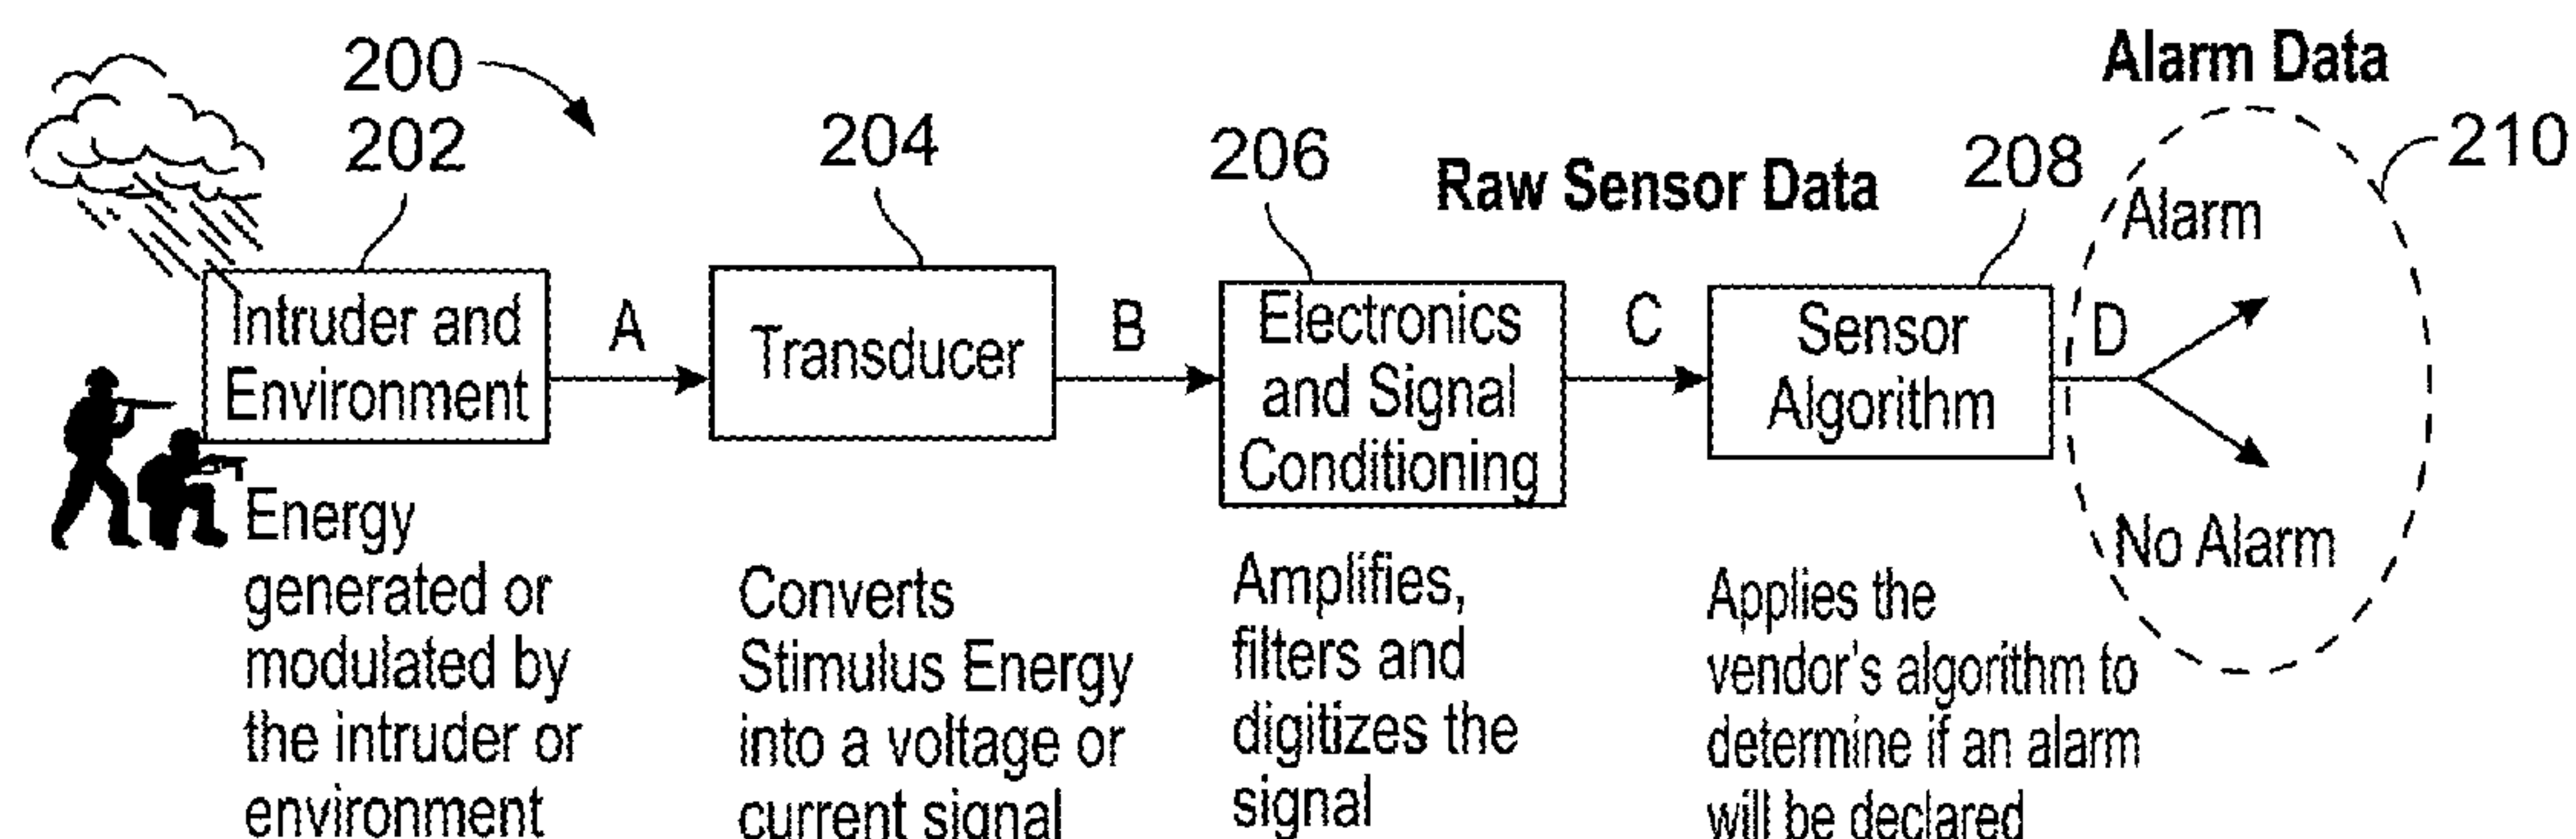 Alarm Data
200
202
204
206
Raw Sensor Data
208
210
Intruder and
Environment
A
Transducer
B
Electronics
and Signal
Conditioning
C
Sensor
Algorithm
D
Alarm
No Alarm
Energy
generated or
modulated by
the intruder or
environment
Converts
Stimulus Energy
into a voltage or
current signal
Amplifies,
filters and
digitizes the
signal
Applies the
vendor's algorithm to
determine if an alarm
will be declared